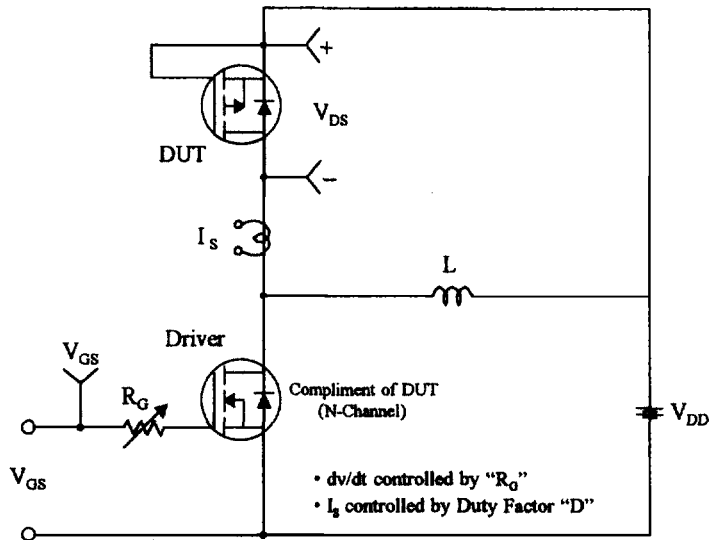 +
V_DS
DUT
−
I_S
L
Driver
V_GS
R_G
Compliment of DUT
(N-Channel)
V_DD
V_GS
• dv/dt controlled by “R_G”
• I_S controlled by Duty Factor “D”